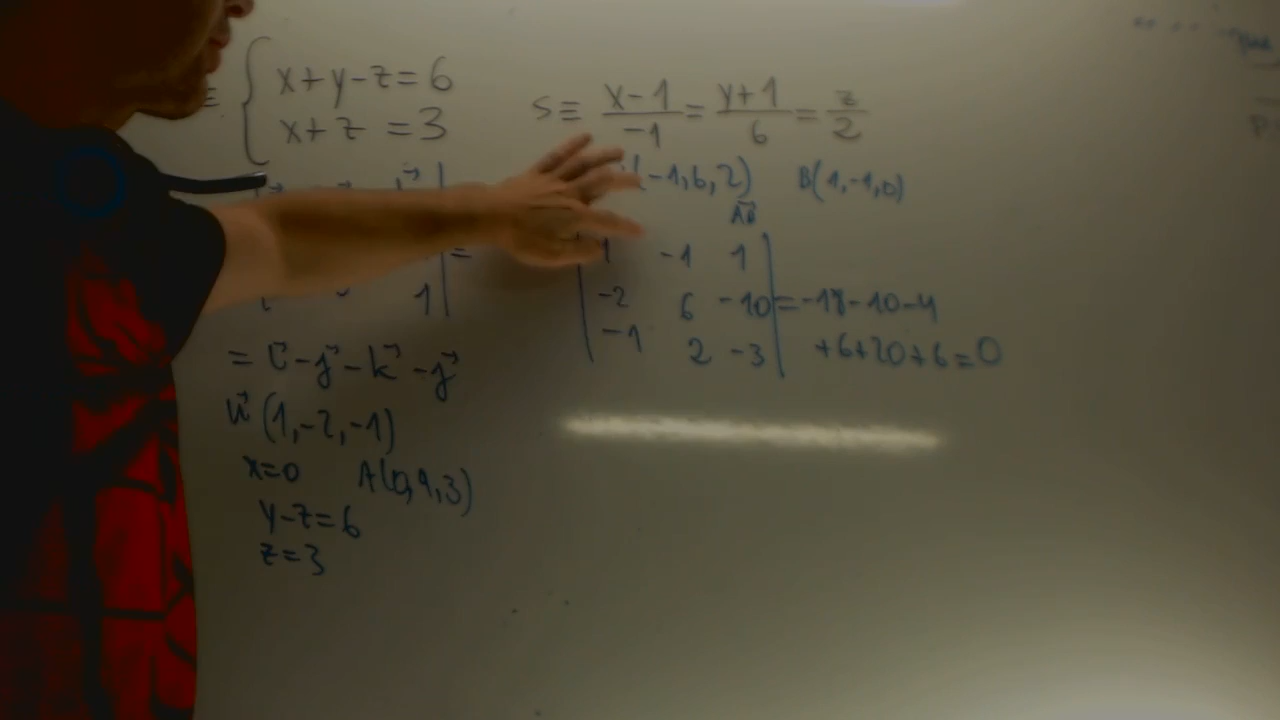 ≡ { x+y-z=6
x+z =3
1 | =
= i⃗-j⃗-k⃗-j⃗
u⃗(1,-2,-1)
x=0 A(0,9,3)
y-z=6
z=3
s≡ x-1/-1 = y+1/6 = z/2
(-1,6,2) B(1,-1,0)
AB⃗
| 1 -1 1 |
| -2 6 -10 | =-18-10-4
| -1 2 -3 | +6+20+6=0